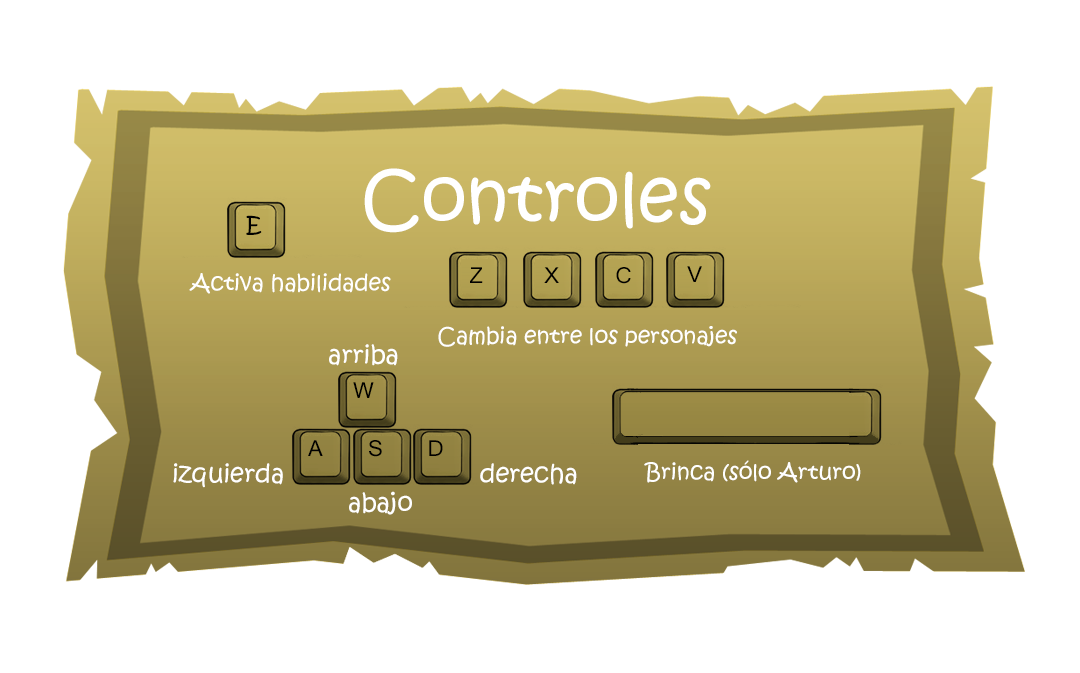 Controles
E
Activa habilidades
Z X C V
Cambia entre los personajes
arriba
W
izquierda A S D derecha
abajo
Brinca (sólo Arturo)